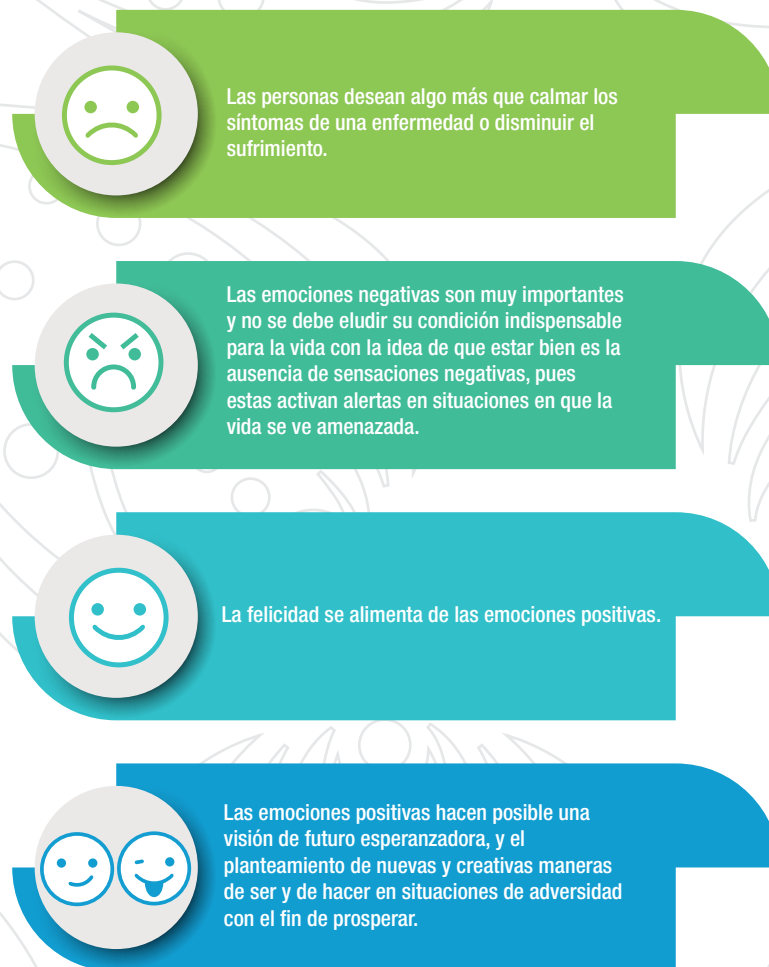 Las personas desean algo más que calmar los
síntomas de una enfermedad o disminuir el
sufrimiento.
Las emociones negativas son muy importantes
y no se debe eludir su condición indispensable
para la vida con la idea de que estar bien es la
ausencia de sensaciones negativas, pues
estas activan alertas en situaciones en que la
vida se ve amenazada.
La felicidad se alimenta de las emociones positivas.
Las emociones positivas hacen posible una
visión de futuro esperanzadora, y el
planteamiento de nuevas y creativas maneras
de ser y de hacer en situaciones de adversidad
con el fin de prosperar.